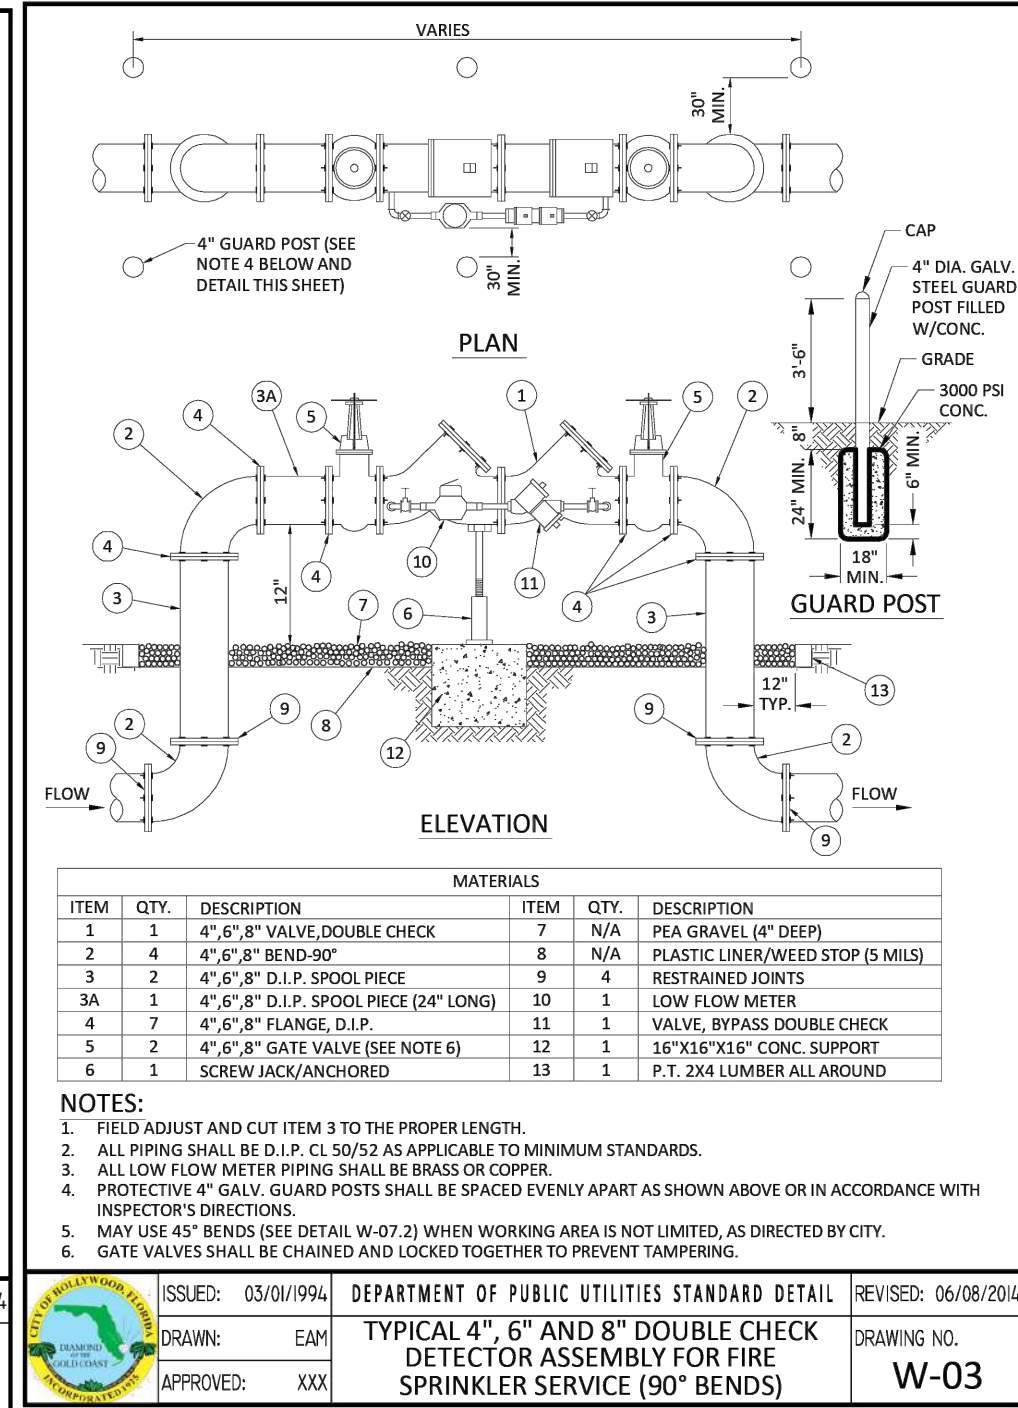 VARIES
30" MIN.
4" GUARD POST (SEE
NOTE 4 BELOW AND
DETAIL THIS SHEET)
30" MIN.
PLAN
CAP
4" DIA. GALV.
STEEL GUARD
POST FILLED
W/CONC.
3'-6"
GRADE
3000 PSI
CONC.
8"
24" MIN.
6" MIN.
18"
MIN.
GUARD POST
2
4
3A
5
1
5
2
4
3
4
12"
7
10
6
11
4
3
12"
TYP.
13
2
9
9
8
12
9
2
9
FLOW
FLOW
ELEVATION
MATERIALS
ITEM QTY. DESCRIPTION ITEM QTY. DESCRIPTION
1 1 4",6",8" VALVE,DOUBLE CHECK 7 N/A PEA GRAVEL (4" DEEP)
2 4 4",6",8" BEND-90° 8 N/A PLASTIC LINER/WEED STOP (5 MILS)
3 2 4",6",8" D.I.P. SPOOL PIECE 9 4 RESTRAINED JOINTS
3A 1 4",6",8" D.I.P. SPOOL PIECE (24" LONG) 10 1 LOW FLOW METER
4 7 4",6",8" FLANGE, D.I.P. 11 1 VALVE, BYPASS DOUBLE CHECK
5 2 4",6",8" GATE VALVE (SEE NOTE 6) 12 1 16"X16"X16" CONC. SUPPORT
6 1 SCREW JACK/ANCHORED 13 1 P.T. 2X4 LUMBER ALL AROUND
NOTES:
1. FIELD ADJUST AND CUT ITEM 3 TO THE PROPER LENGTH.
2. ALL PIPING SHALL BE D.I.P. CL 50/52 AS APPLICABLE TO MINIMUM STANDARDS.
3. ALL LOW FLOW METER PIPING SHALL BE BRASS OR COPPER.
4. PROTECTIVE 4" GALV. GUARD POSTS SHALL BE SPACED EVENLY APART AS SHOWN ABOVE OR IN ACCORDANCE WITH
INSPECTOR'S DIRECTIONS.
5. MAY USE 45° BENDS (SEE DETAIL W-07.2) WHEN WORKING AREA IS NOT LIMITED, AS DIRECTED BY CITY.
6. GATE VALVES SHALL BE CHAINED AND LOCKED TOGETHER TO PREVENT TAMPERING.
CITY OF HOLLYWOOD, FLORIDA
DIAMOND
OF THE
GOLD COAST
INCORPORATED 1925
ISSUED: 03/01/1994
DRAWN: EAM
APPROVED: XXX
DEPARTMENT OF PUBLIC UTILITIES STANDARD DETAIL
TYPICAL 4", 6" AND 8" DOUBLE CHECK
DETECTOR ASSEMBLY FOR FIRE
SPRINKLER SERVICE (90° BENDS)
REVISED: 06/08/2014
DRAWING NO.
W-03